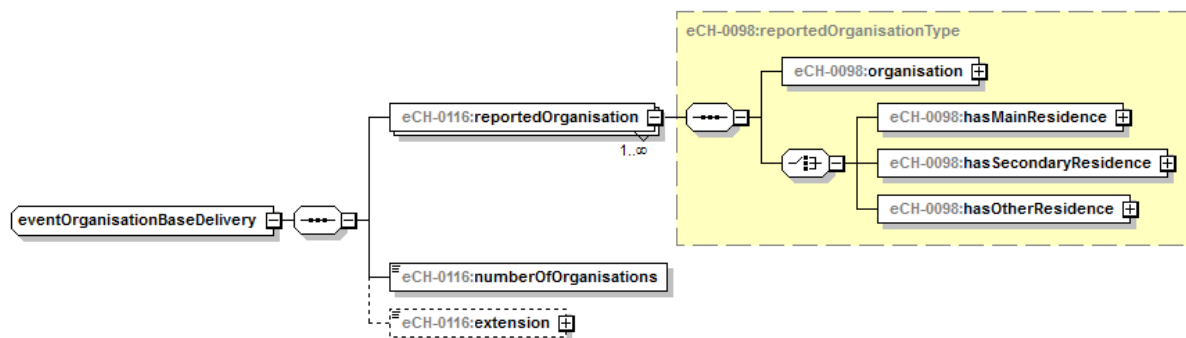 eCH-0098:reportedOrganisationType
eCH-0098:organisation
eCH-0116:reportedOrganisation
1..∞
eCH-0098:hasMainResidence
eCH-0098:hasSecondaryResidence
eCH-0098:hasOtherResidence
eventOrganisationBaseDelivery
eCH-0116:numberOfOrganisations
eCH-0116:extension